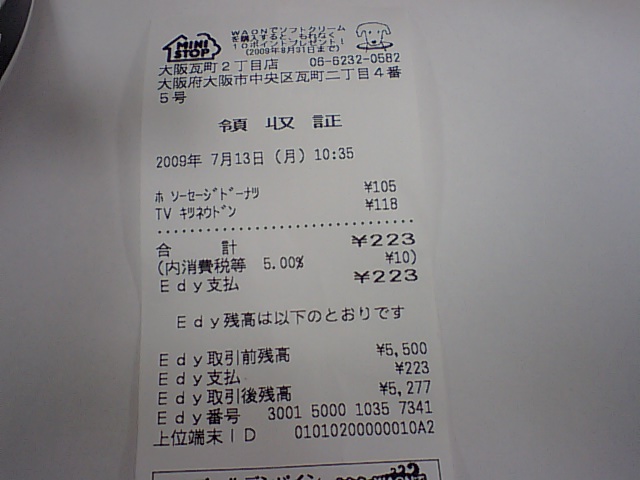 MINI STOP
WAONでソフトクリーム
を購入すると、もれなく
10ポイントプレゼント!
(2009年8月31日まで)
大阪瓦町2丁目店 06-6232-0582
大阪府大阪市中央区瓦町二丁目4番
5号
領収証
2009年 7月13日(月) 10:35
ホ ソーセージドーナツ ¥105
TV キツネウドン ¥118
合計 ¥223
(内消費税等 5.00% ¥10)
Edy支払 ¥223
Edy残高は以下のとおりです
Edy取引前残高 ¥5,500
Edy支払 ¥223
Edy取引後残高 ¥5,277
Edy番号 3001 5000 1035 7341
上位端末ID 01010200000010A2